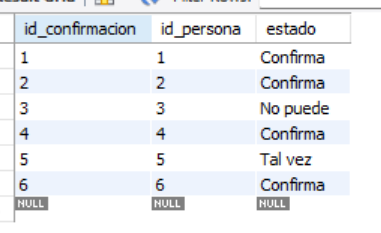 id_confirmacion id_persona estado
1 1 Confirma
2 2 Confirma
3 3 No puede
4 4 Confirma
5 5 Tal vez
6 6 Confirma
NULL NULL NULL